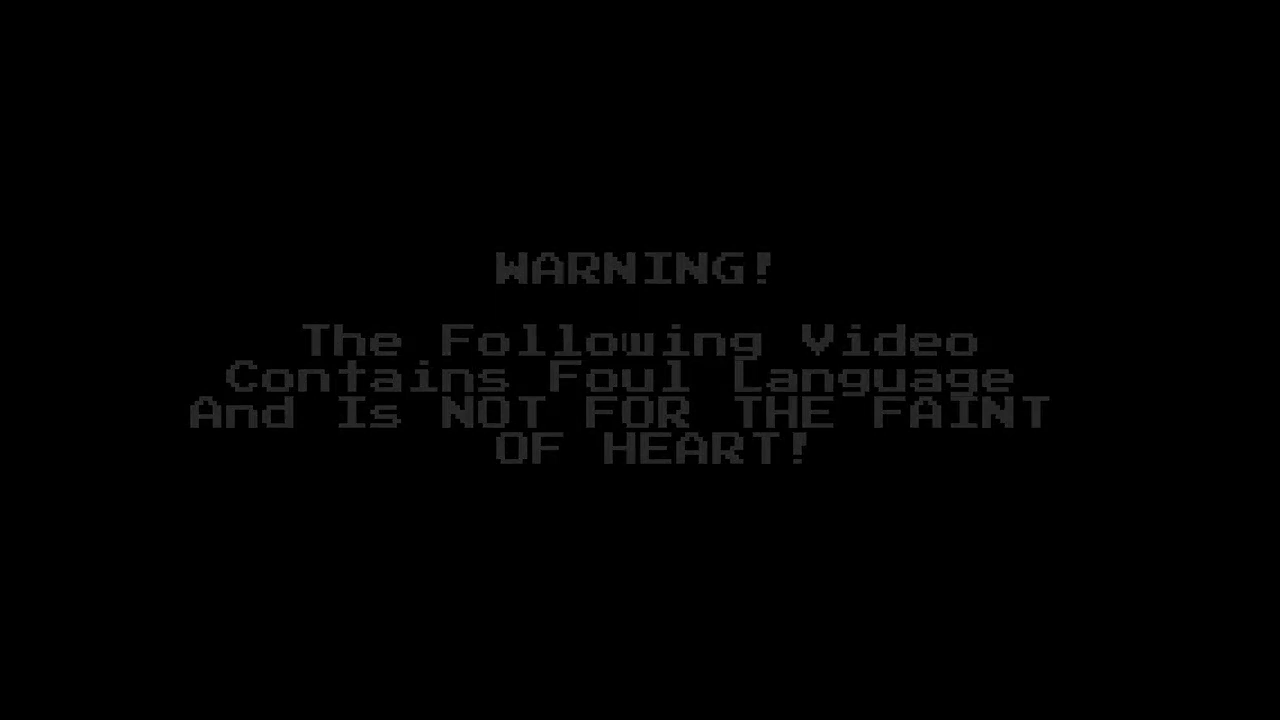 WARNING!
The Following Video
Contains Foul Language
And Is NOT FOR THE FAINT
OF HEART!